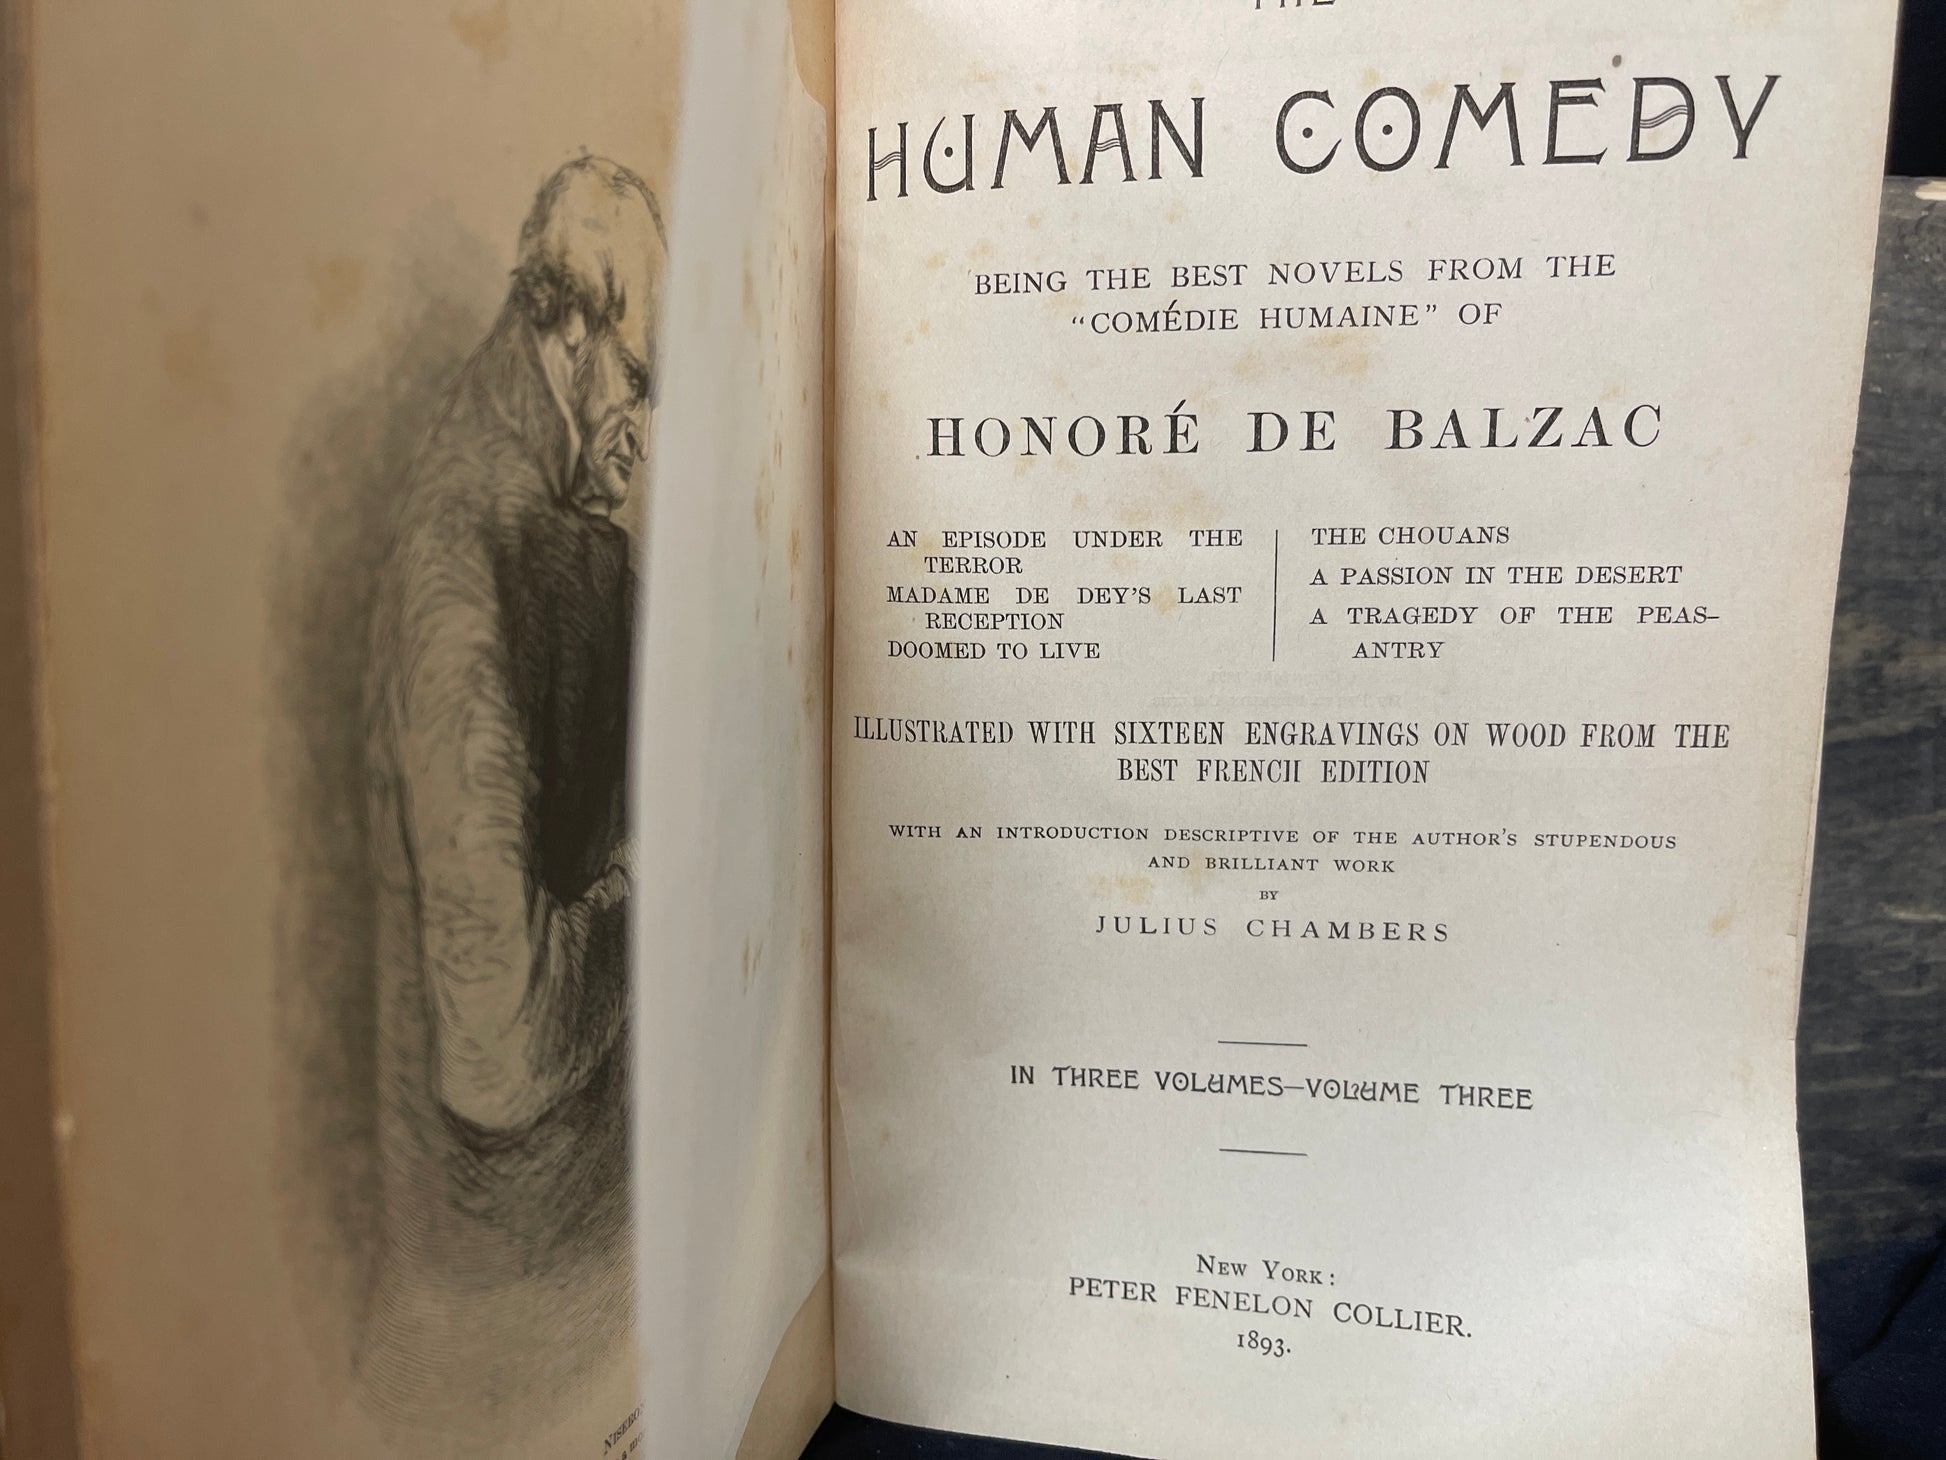 THE
HUMAN COMEDY
BEING THE BEST NOVELS FROM THE
“COMÉDIE HUMAINE” OF
HONORÉ DE BALZAC
AN EPISODE UNDER THE
TERROR
MADAME DE DEY'S LAST
RECEPTION
DOOMED TO LIVE
THE CHOUANS
A PASSION IN THE DESERT
A TRAGEDY OF THE PEAS-
ANTRY
ILLUSTRATED WITH SIXTEEN ENGRAVINGS ON WOOD FROM THE
BEST FRENCH EDITION
WITH AN INTRODUCTION DESCRIPTIVE OF THE AUTHOR'S STUPENDOUS
AND BRILLIANT WORK
BY
JULIUS CHAMBERS
IN THREE VOLUMES—VOLUME THREE
NEW YORK:
PETER FENELON COLLIER.
1893.